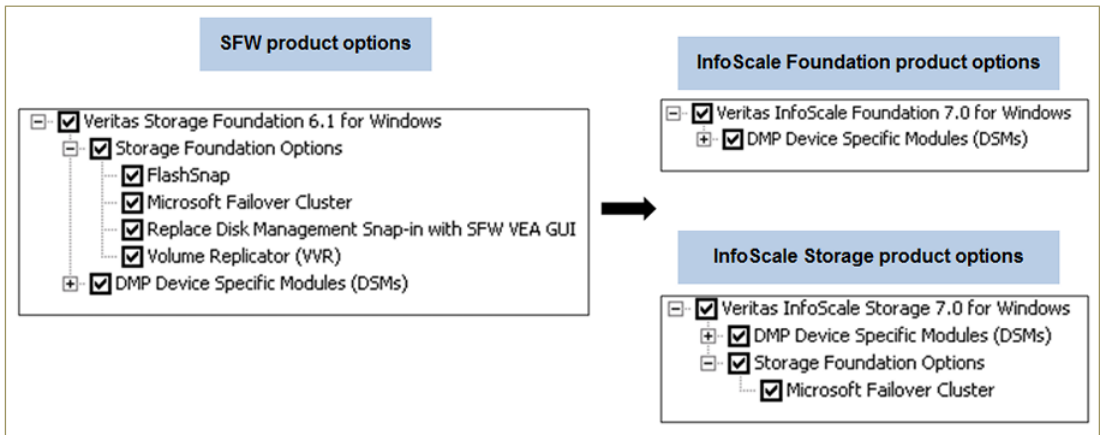 SFW product options
Veritas Storage Foundation 6.1 for Windows
Storage Foundation Options
FlashSnap
Microsoft Failover Cluster
Replace Disk Management Snap-in with SFW VEA GUI
Volume Replicator (VVR)
DMP Device Specific Modules (DSMs)
InfoScale Foundation product options
Veritas InfoScale Foundation 7.0 for Windows
DMP Device Specific Modules (DSMs)
InfoScale Storage product options
Veritas InfoScale Storage 7.0 for Windows
DMP Device Specific Modules (DSMs)
Storage Foundation Options
Microsoft Failover Cluster